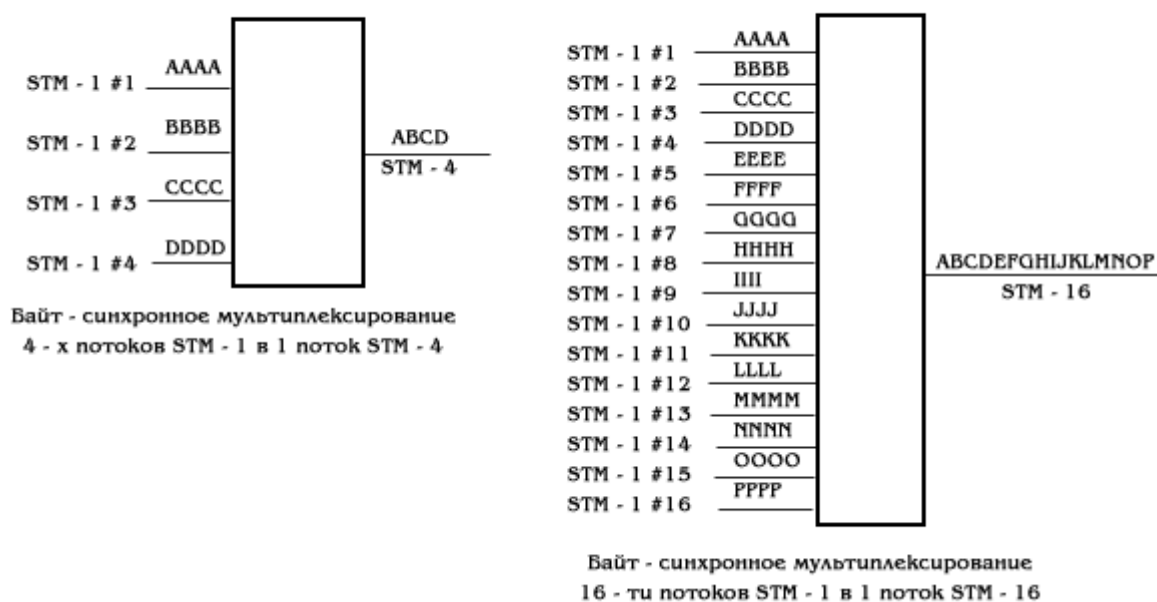 AAAA
STM - 1 #1
BBBB
STM - 1 #2
CCCC
STM - 1 #3
DDDD
STM - 1 #4
ABCD
STM - 4
Байт - синхронное мультиплексирование
4 - х потоков STM - 1 в 1 поток STM - 4
AAAA
STM - 1 #1
BBBB
STM - 1 #2
CCCC
STM - 1 #3
DDDD
STM - 1 #4
EEEE
STM - 1 #5
FFFF
STM - 1 #6
GGGG
STM - 1 #7
HHHH
STM - 1 #8
IIII
STM - 1 #9
JJJJ
STM - 1 #10
KKKK
STM - 1 #11
LLLL
STM - 1 #12
MMMM
STM - 1 #13
NNNN
STM - 1 #14
OOOO
STM - 1 #15
PPPP
STM - 1 #16
ABCDEFGHIJKLMNOP
STM - 16
Байт - синхронное мультиплексирование
16 - ти потоков STM - 1 в 1 поток STM - 16